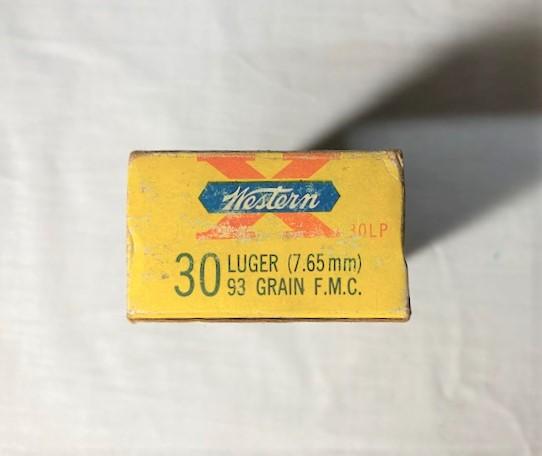 Western
30LP
30 LUGER (7.65mm)
93 GRAIN F.M.C.